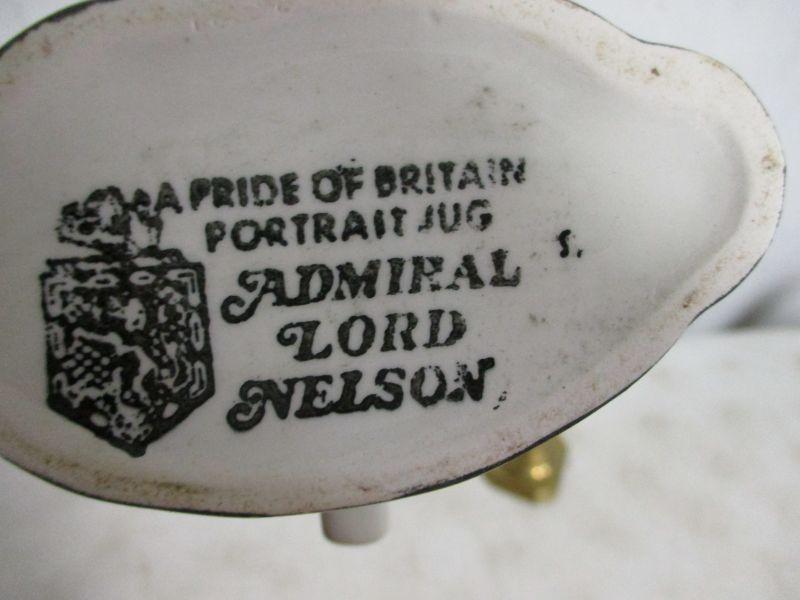 A PRIDE OF BRITAIN
PORTRAIT JUG
ADMIRAL
LORD
NELSON
S.